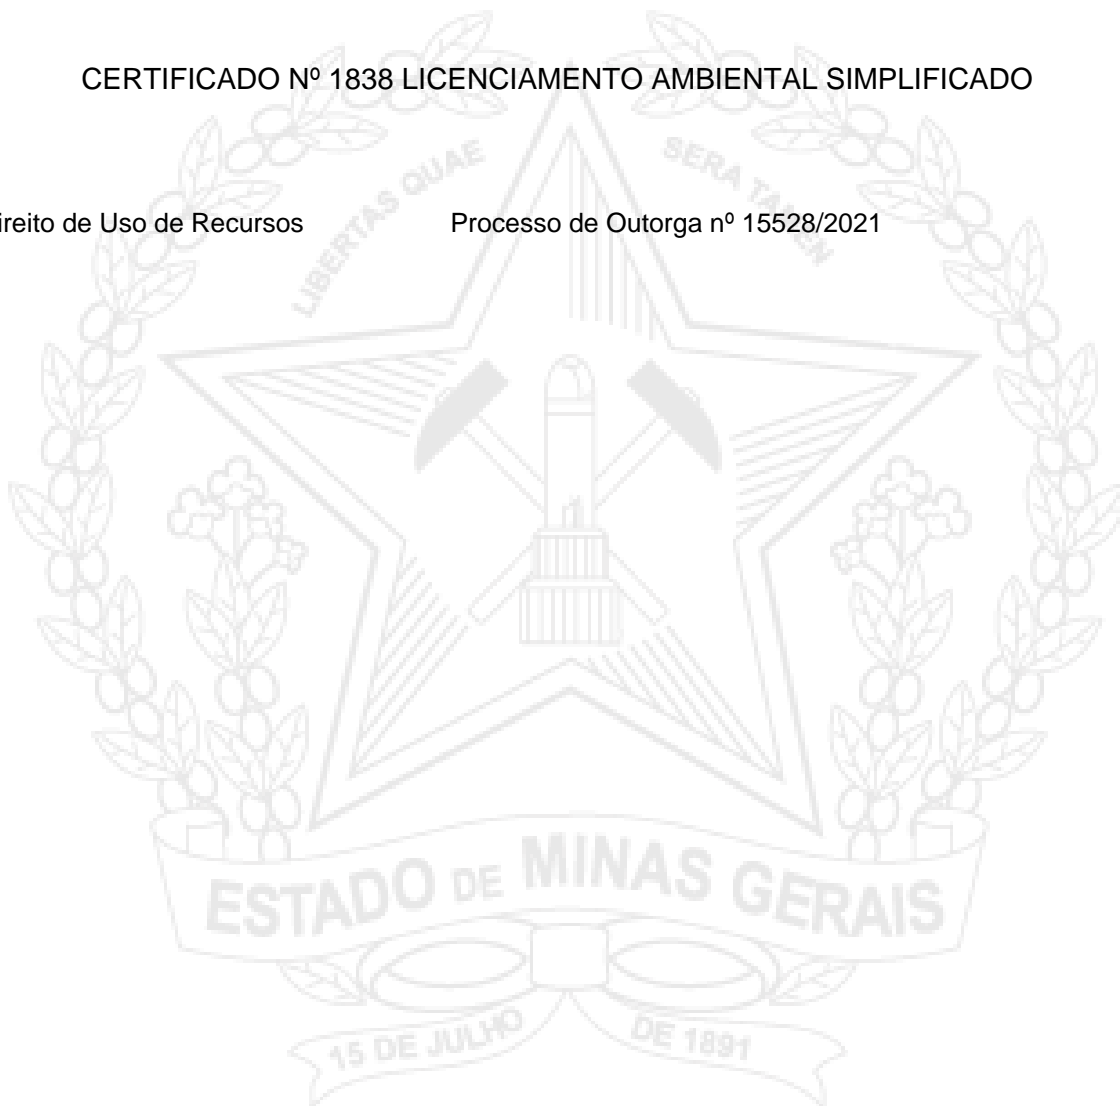 CERTIFICADO Nº 1838 LICENCIAMENTO AMBIENTAL SIMPLIFICADO
LIBERTAS QUAE SERA TAMEN
ireito de Uso de Recursos Processo de Outorga nº 15528/2021
ESTADO DE MINAS GERAIS
15 DE JULHO DE 1891